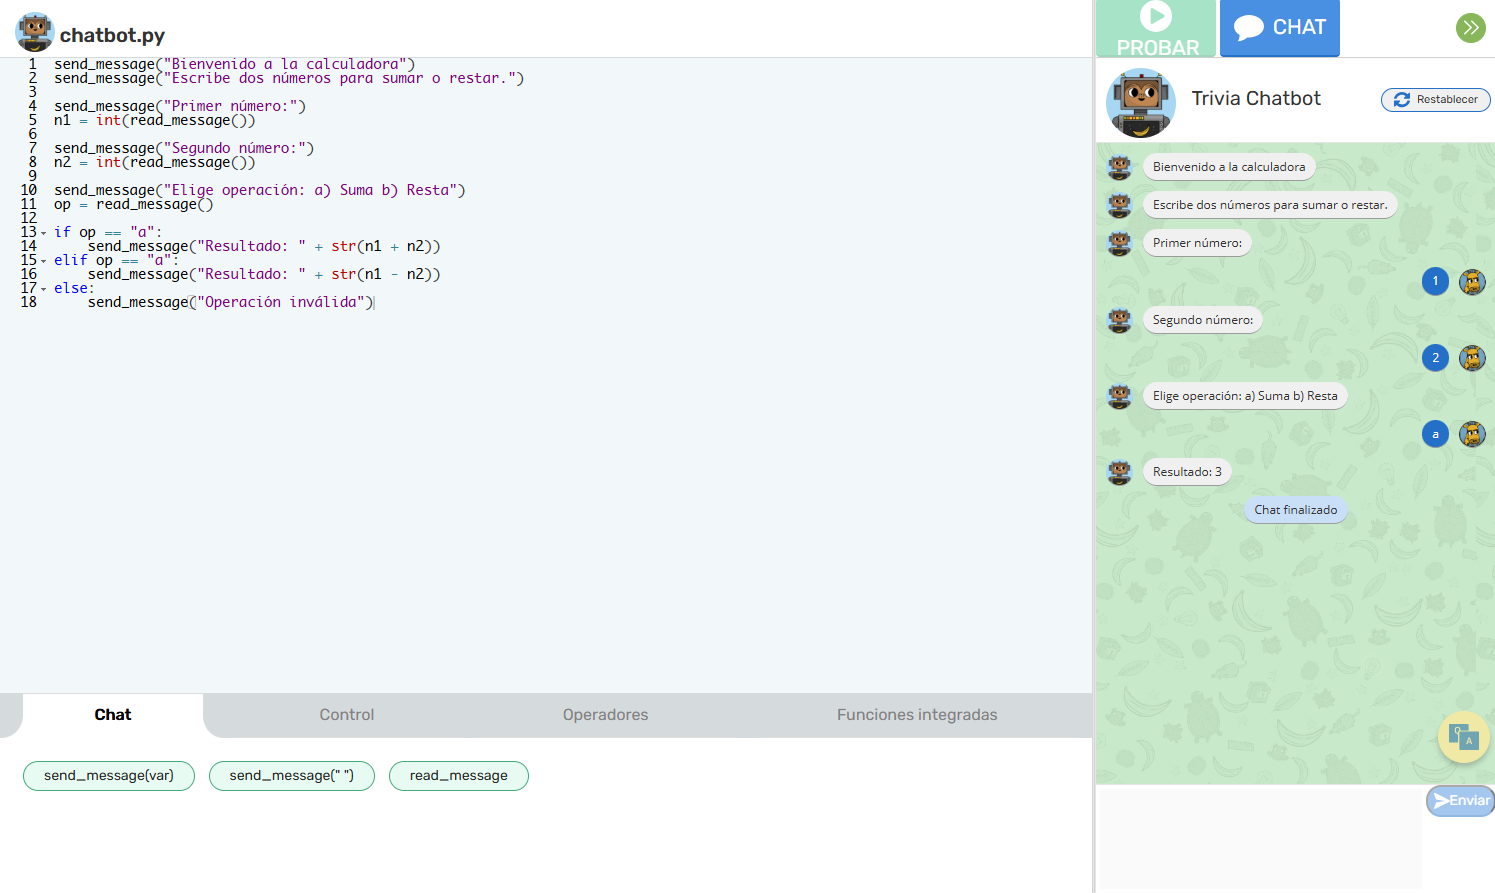 chatbot.py
1 send_message("Bienvenido a la calculadora")
2 send_message("Escribe dos números para sumar o restar.")
3
4 send_message("Primer número:")
5 n1 = int(read_message())
6
7 send_message("Segundo número:")
8 n2 = int(read_message())
9
10 send_message("Elige operación: a) Suma b) Resta")
11 op = read_message()
12
13 if op == "a":
14     send_message("Resultado: " + str(n1 + n2))
15 elif op == "a":
16     send_message("Resultado: " + str(n1 - n2))
17 else:
18     send_message("Operación inválida")
Chat Control Operadores Funciones integradas
send_message(var) send_message(" ") read_message
PROBAR
CHAT
Trivia Chatbot
Restablecer
Bienvenido a la calculadora
Escribe dos números para sumar o restar.
Primer número:
1
Segundo número:
2
Elige operación: a) Suma b) Resta
a
Resultado: 3
Chat finalizado
Q
A
Enviar